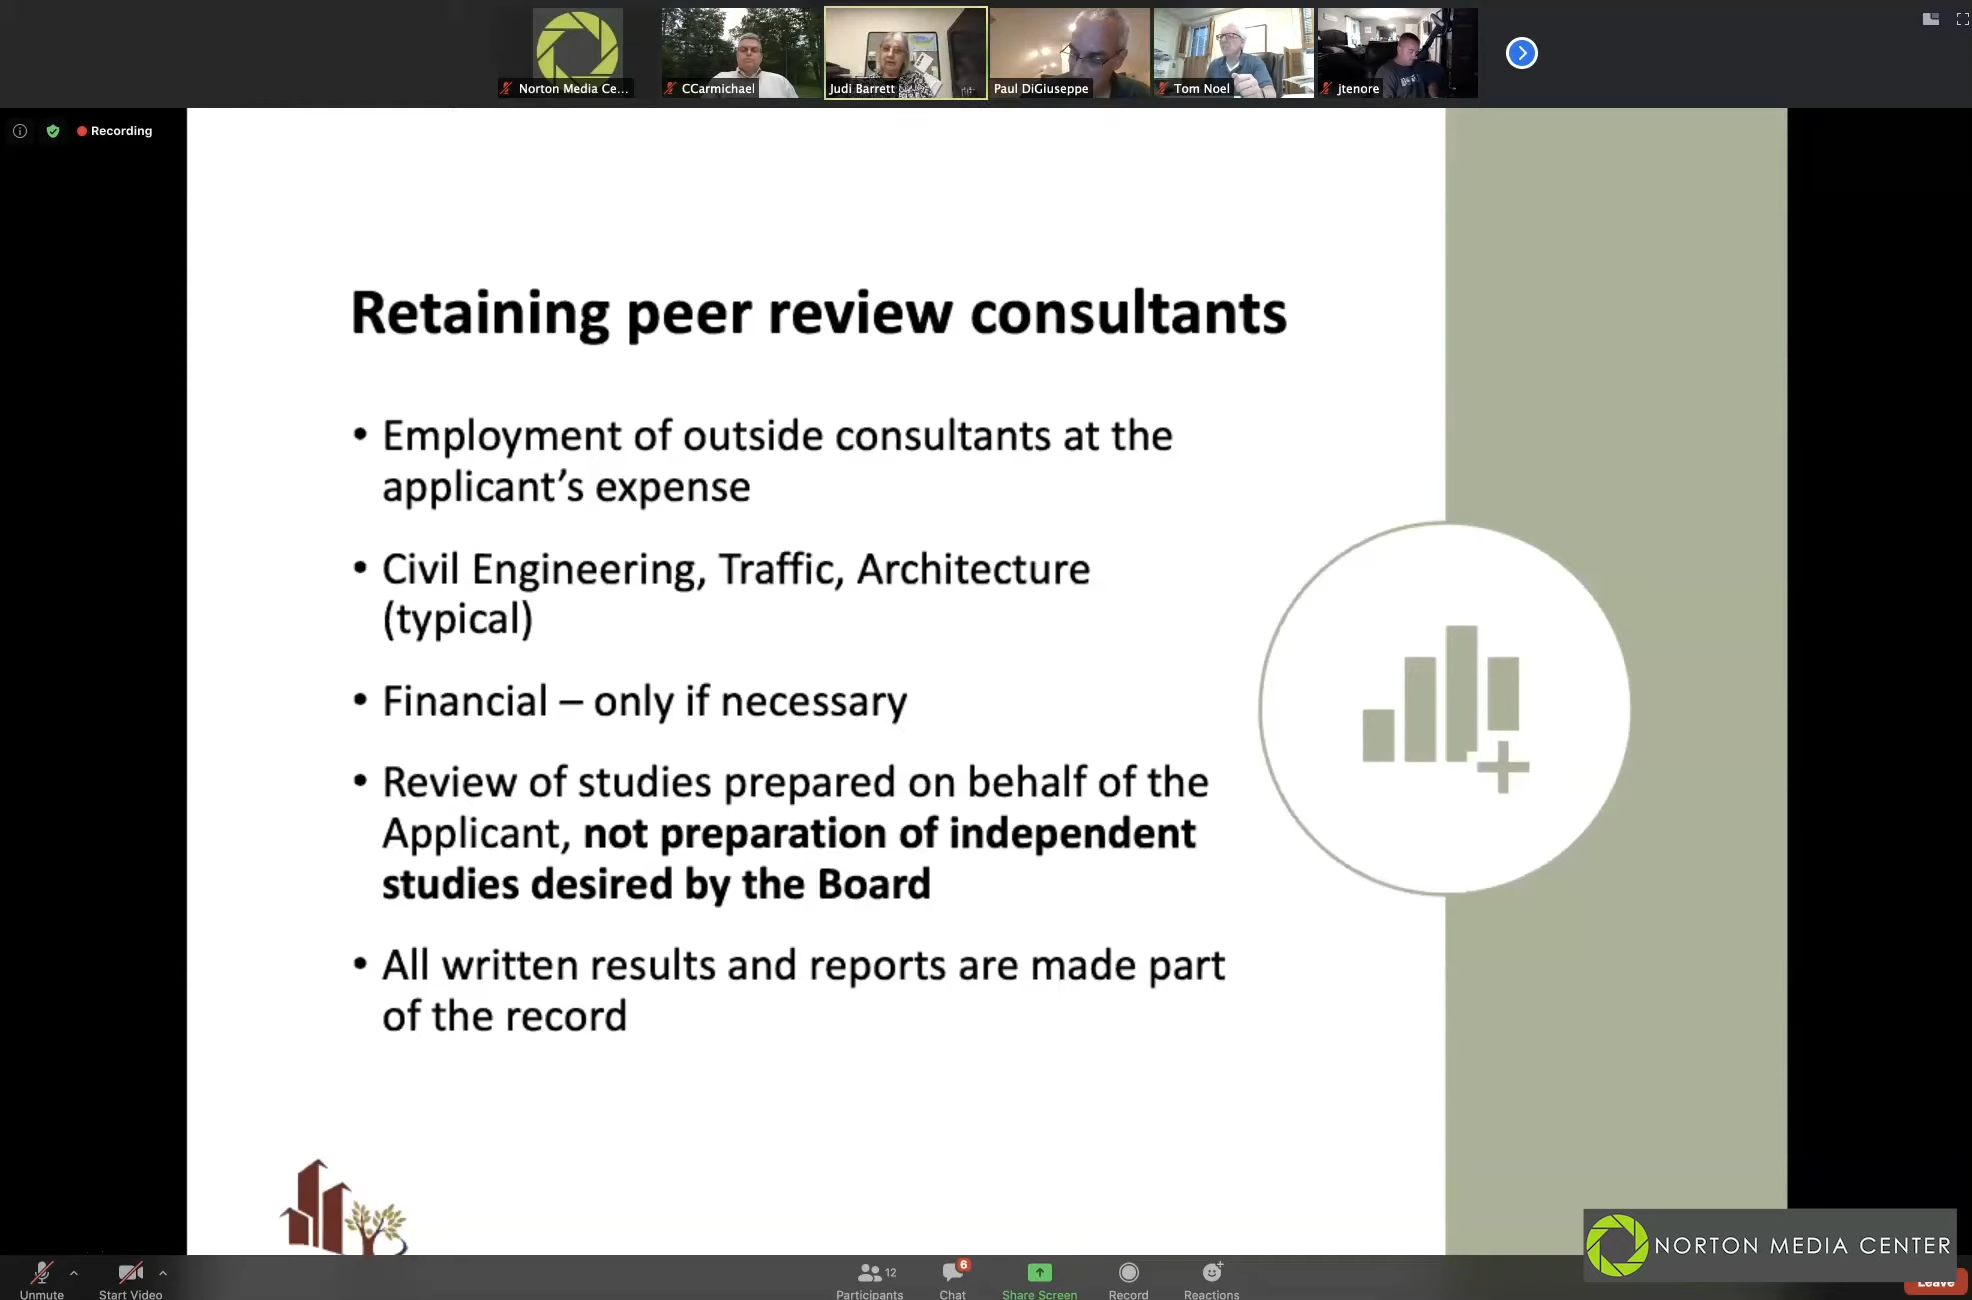 Norton Media Ce...
CCarmichael
Judi Barrett
Paul DiGiuseppe
Tom Noel
jtenore
Recording
Retaining peer review consultants
• Employment of outside consultants at the
applicant’s expense
• Civil Engineering, Traffic, Architecture
(typical)
• Financial – only if necessary
• Review of studies prepared on behalf of the
Applicant, not preparation of independent
studies desired by the Board
• All written results and reports are made part
of the record
NORTON MEDIA CENTER
Unmute
Start Video
12
Participants
6
Chat
Share Screen
Record
Reactions
Leave